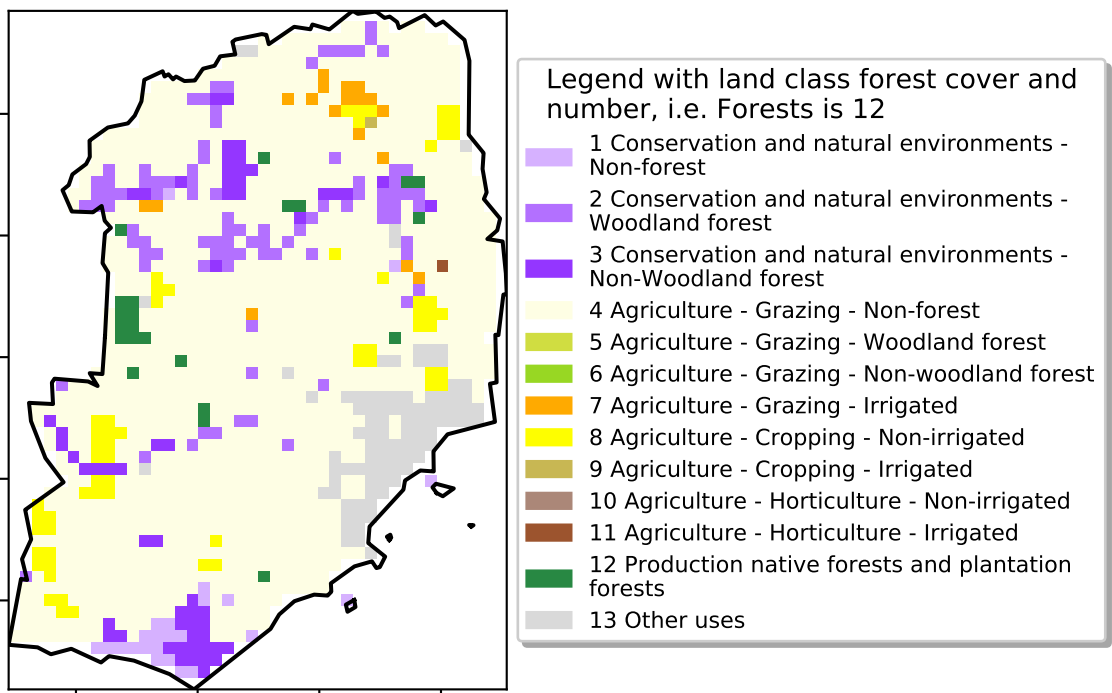 Legend with land class forest cover and
number, i.e. Forests is 12
1 Conservation and natural environments -
Non-forest
2 Conservation and natural environments -
Woodland forest
3 Conservation and natural environments -
Non-Woodland forest
4 Agriculture - Grazing - Non-forest
5 Agriculture - Grazing - Woodland forest
6 Agriculture - Grazing - Non-woodland forest
7 Agriculture - Grazing - Irrigated
8 Agriculture - Cropping - Non-irrigated
9 Agriculture - Cropping - Irrigated
10 Agriculture - Horticulture - Non-irrigated
11 Agriculture - Horticulture - Irrigated
12 Production native forests and plantation
forests
13 Other uses